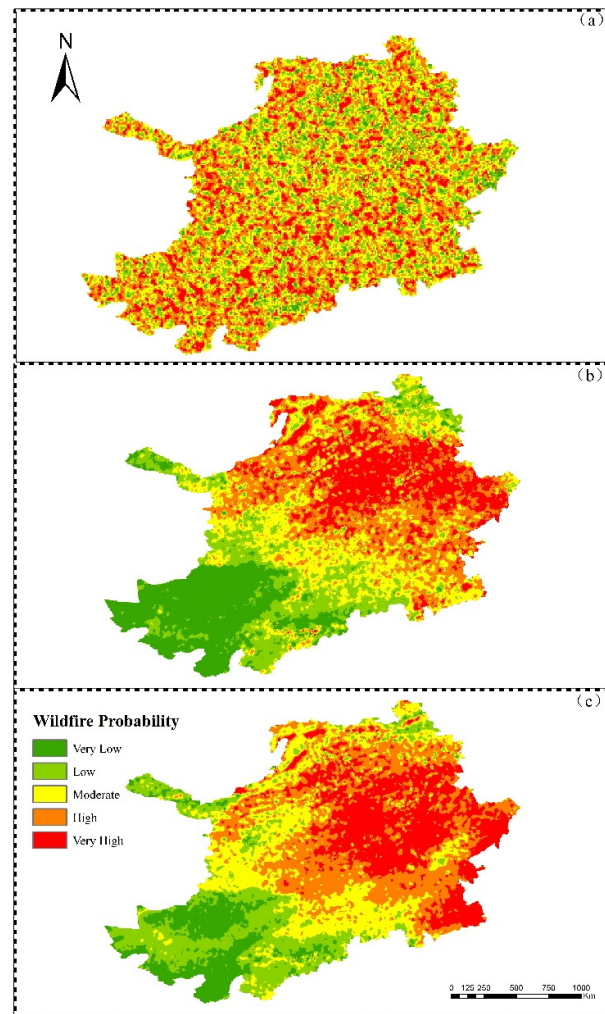 (a)
N
(b)
(c)
Wildfire Probability
Very Low
Low
Moderate
High
Very High
0 125 250 500 750 1000
Km